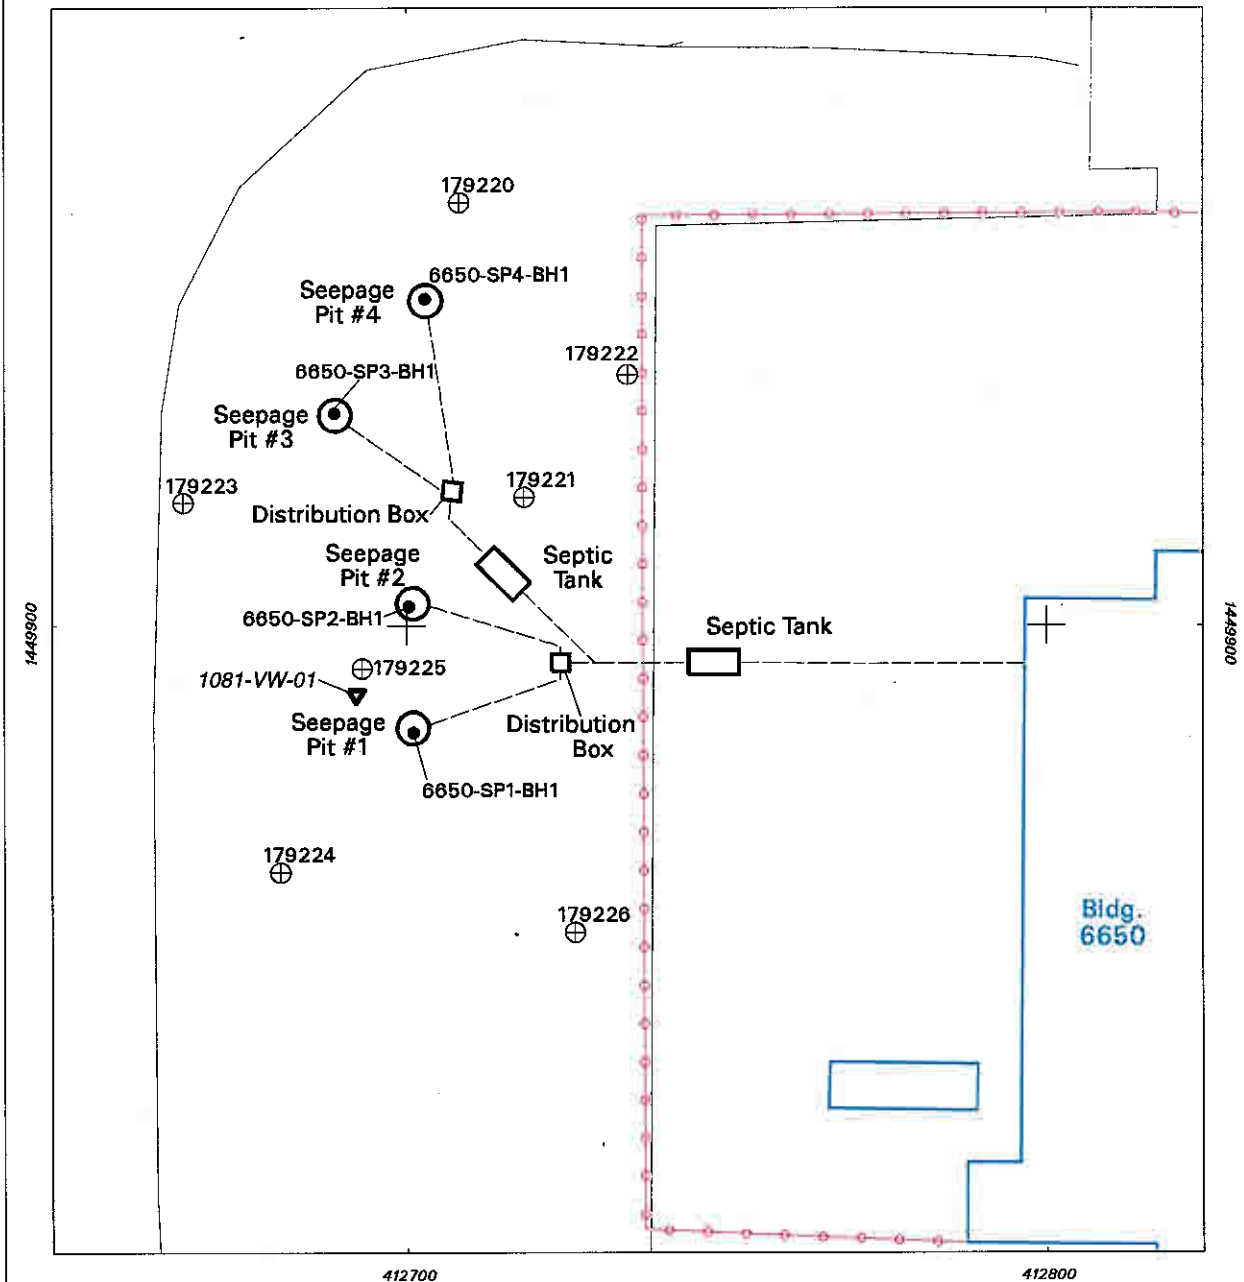 179220
6650-SP4-BH1
Seepage
Pit #4
179222
6650-SP3-BH1
Seepage
Pit #3
179223
179221
Distribution Box
Seepage
Pit #2
Septic
Tank
6650-SP2-BH1
1449900
1449900
Septic Tank
179225
1081-VW-01
Seepage
Pit #1
Distribution
Box
6650-SP1-BH1
179224
179226
Bldg.
6650
412700
412800